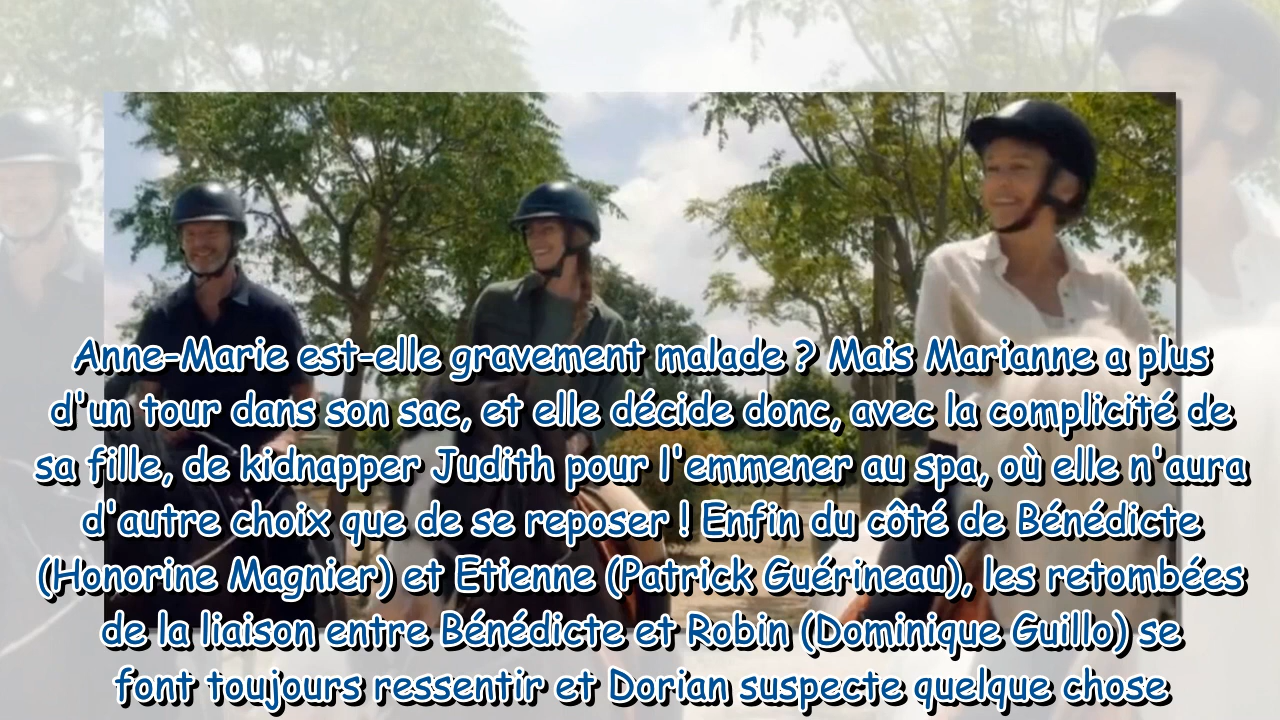 Anne-Marie est-elle gravement malade ? Mais Marianne a plus
d'un tour dans son sac, et elle décide donc, avec la complicité de
sa fille, de kidnapper Judith pour l'emmener au spa, où elle n'aura
d'autre choix que de se reposer ! Enfin du côté de Bénédicte
(Honorine Magnier) et Etienne (Patrick Guérineau), les retombées
de la liaison entre Bénédicte et Robin (Dominique Guillo) se
font toujours ressentir et Dorian suspecte quelque chose